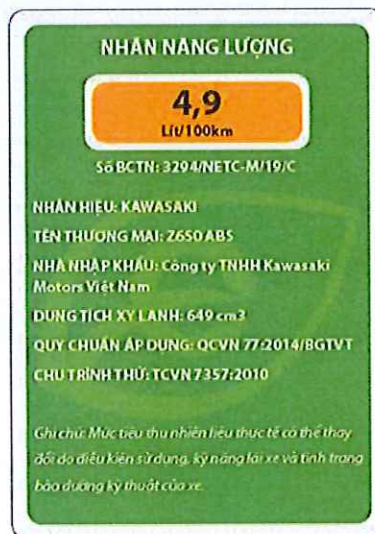 NHÃN NĂNG LƯỢNG
4,9
Lít/100km
Số BCTN: 3294/NETC-M/19/C
NHÃN HIỆU: KAWASAKI
TÊN THƯƠNG MẠI: Z650 ABS
NHÀ NHẬP KHẨU: Công ty TNHH Kawasaki
Motors Việt Nam
DUNG TÍCH XY LANH: 649 cm3
QUY CHUẨN ÁP DỤNG: QCVN 77:2014/BGTVT
CHU TRÌNH THỬ: TCVN 7357:2010
Ghi chú: Mức tiêu thụ nhiên liệu thực tế có thể thay
đổi do điều kiện sử dụng, kỹ năng lái xe và tình trạng
bảo dưỡng kỹ thuật của xe.